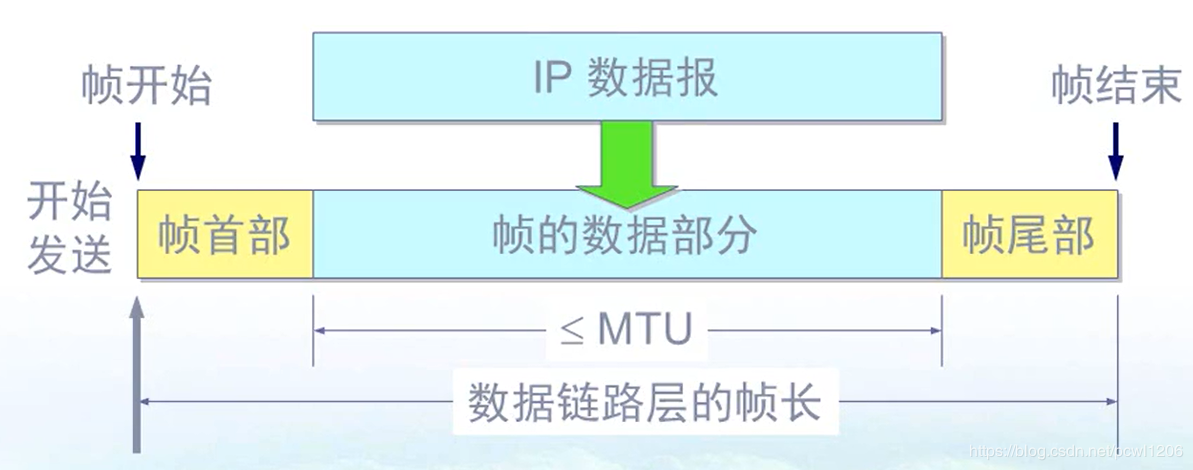 IP 数据报
帧开始
帧结束
开始
发送
帧首部
帧的数据部分
帧尾部
≤ MTU
数据链路层的帧长
https://blog.csdn.net/pcwl1206